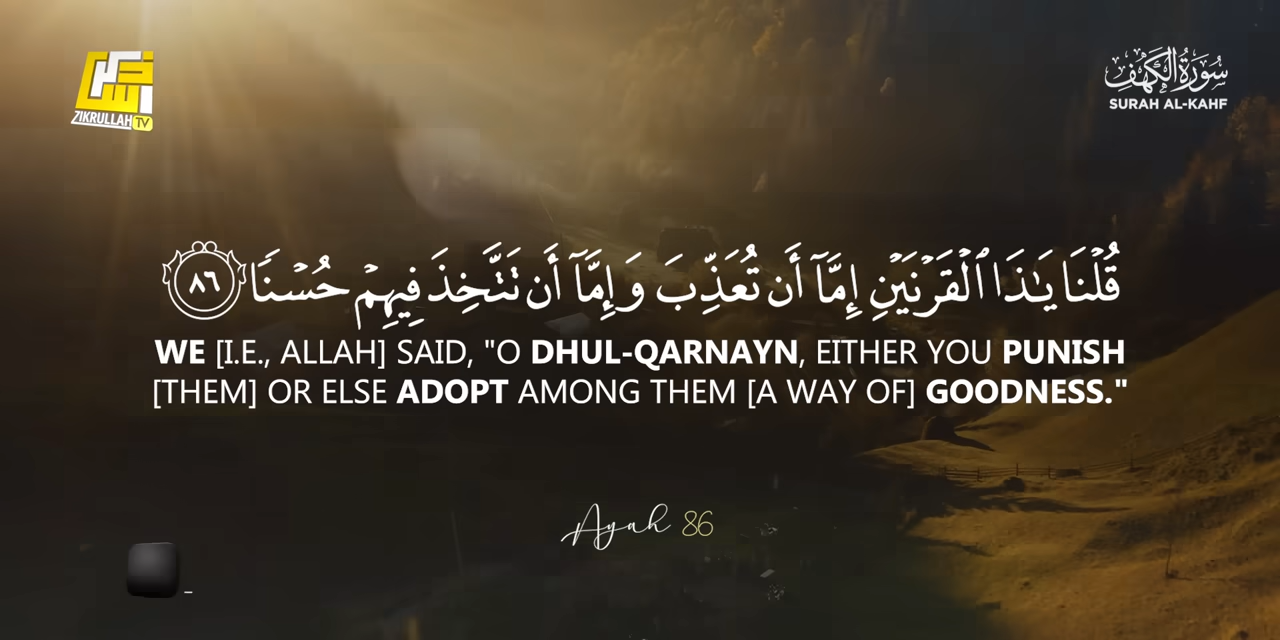 ZIKRULLAH TV
سُورَةُ الكَهْفِ
SURAH AL-KAHF
قُلْنَا يَٰذَا ٱلْقَرْنَيْنِ إِمَّآ أَن تُعَذِّبَ وَإِمَّآ أَن تَتَّخِذَ فِيهِمْ حُسْنًا ٨٦
WE [I.E., ALLAH] SAID, "O DHUL-QARNAYN, EITHER YOU PUNISH
[THEM] OR ELSE ADOPT AMONG THEM [A WAY OF] GOODNESS."
Ayah 86